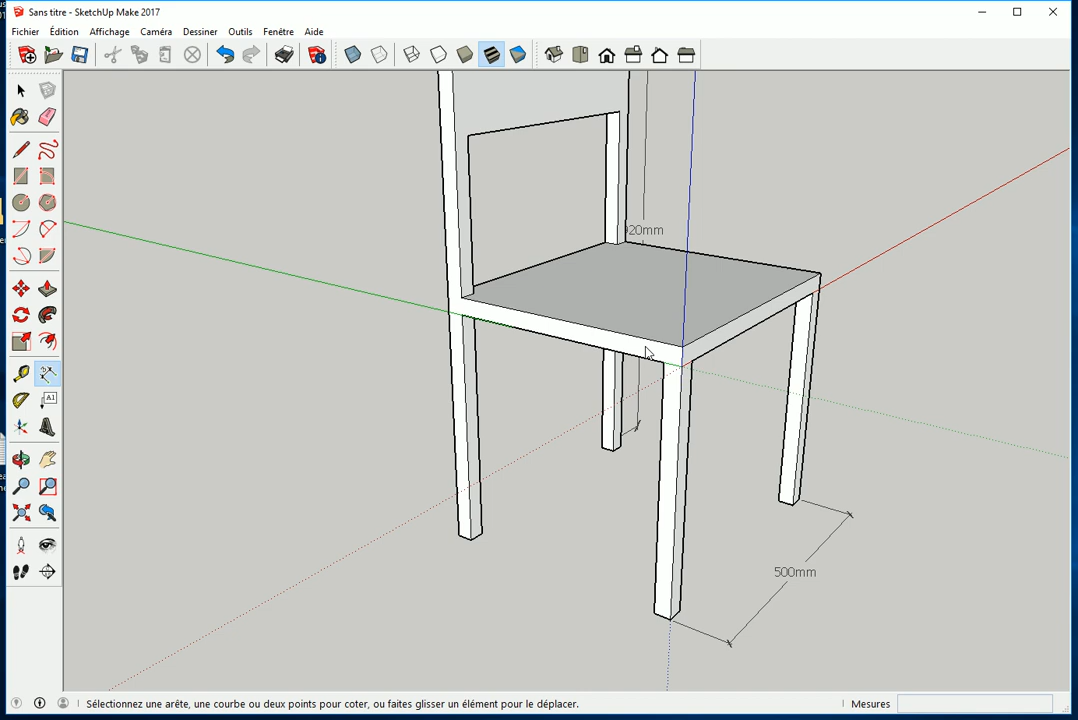 Sans titre - SketchUp Make 2017
Fichier Édition Affichage Caméra Dessiner Outils Fenêtre Aide
20mm
A1
500mm
Sélectionnez une arête, une courbe ou deux points pour coter, ou faites glisser un élément pour le déplacer.
Mesures